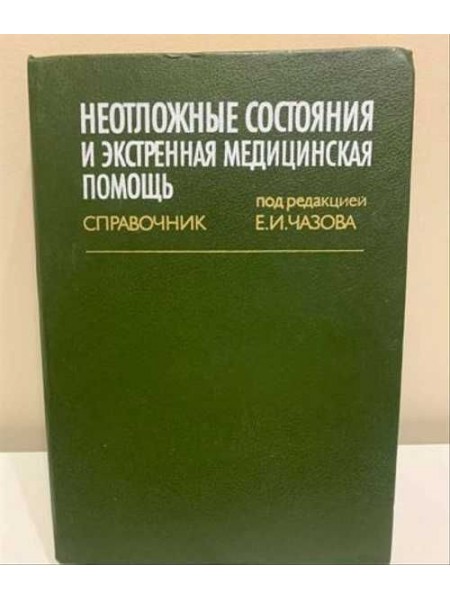 НЕОТЛОЖНЫЕ СОСТОЯНИЯ
И ЭКСТРЕННАЯ МЕДИЦИНСКАЯ
ПОМОЩЬ
СПРАВОЧНИК
под редакцией
Е.И.ЧАЗОВА